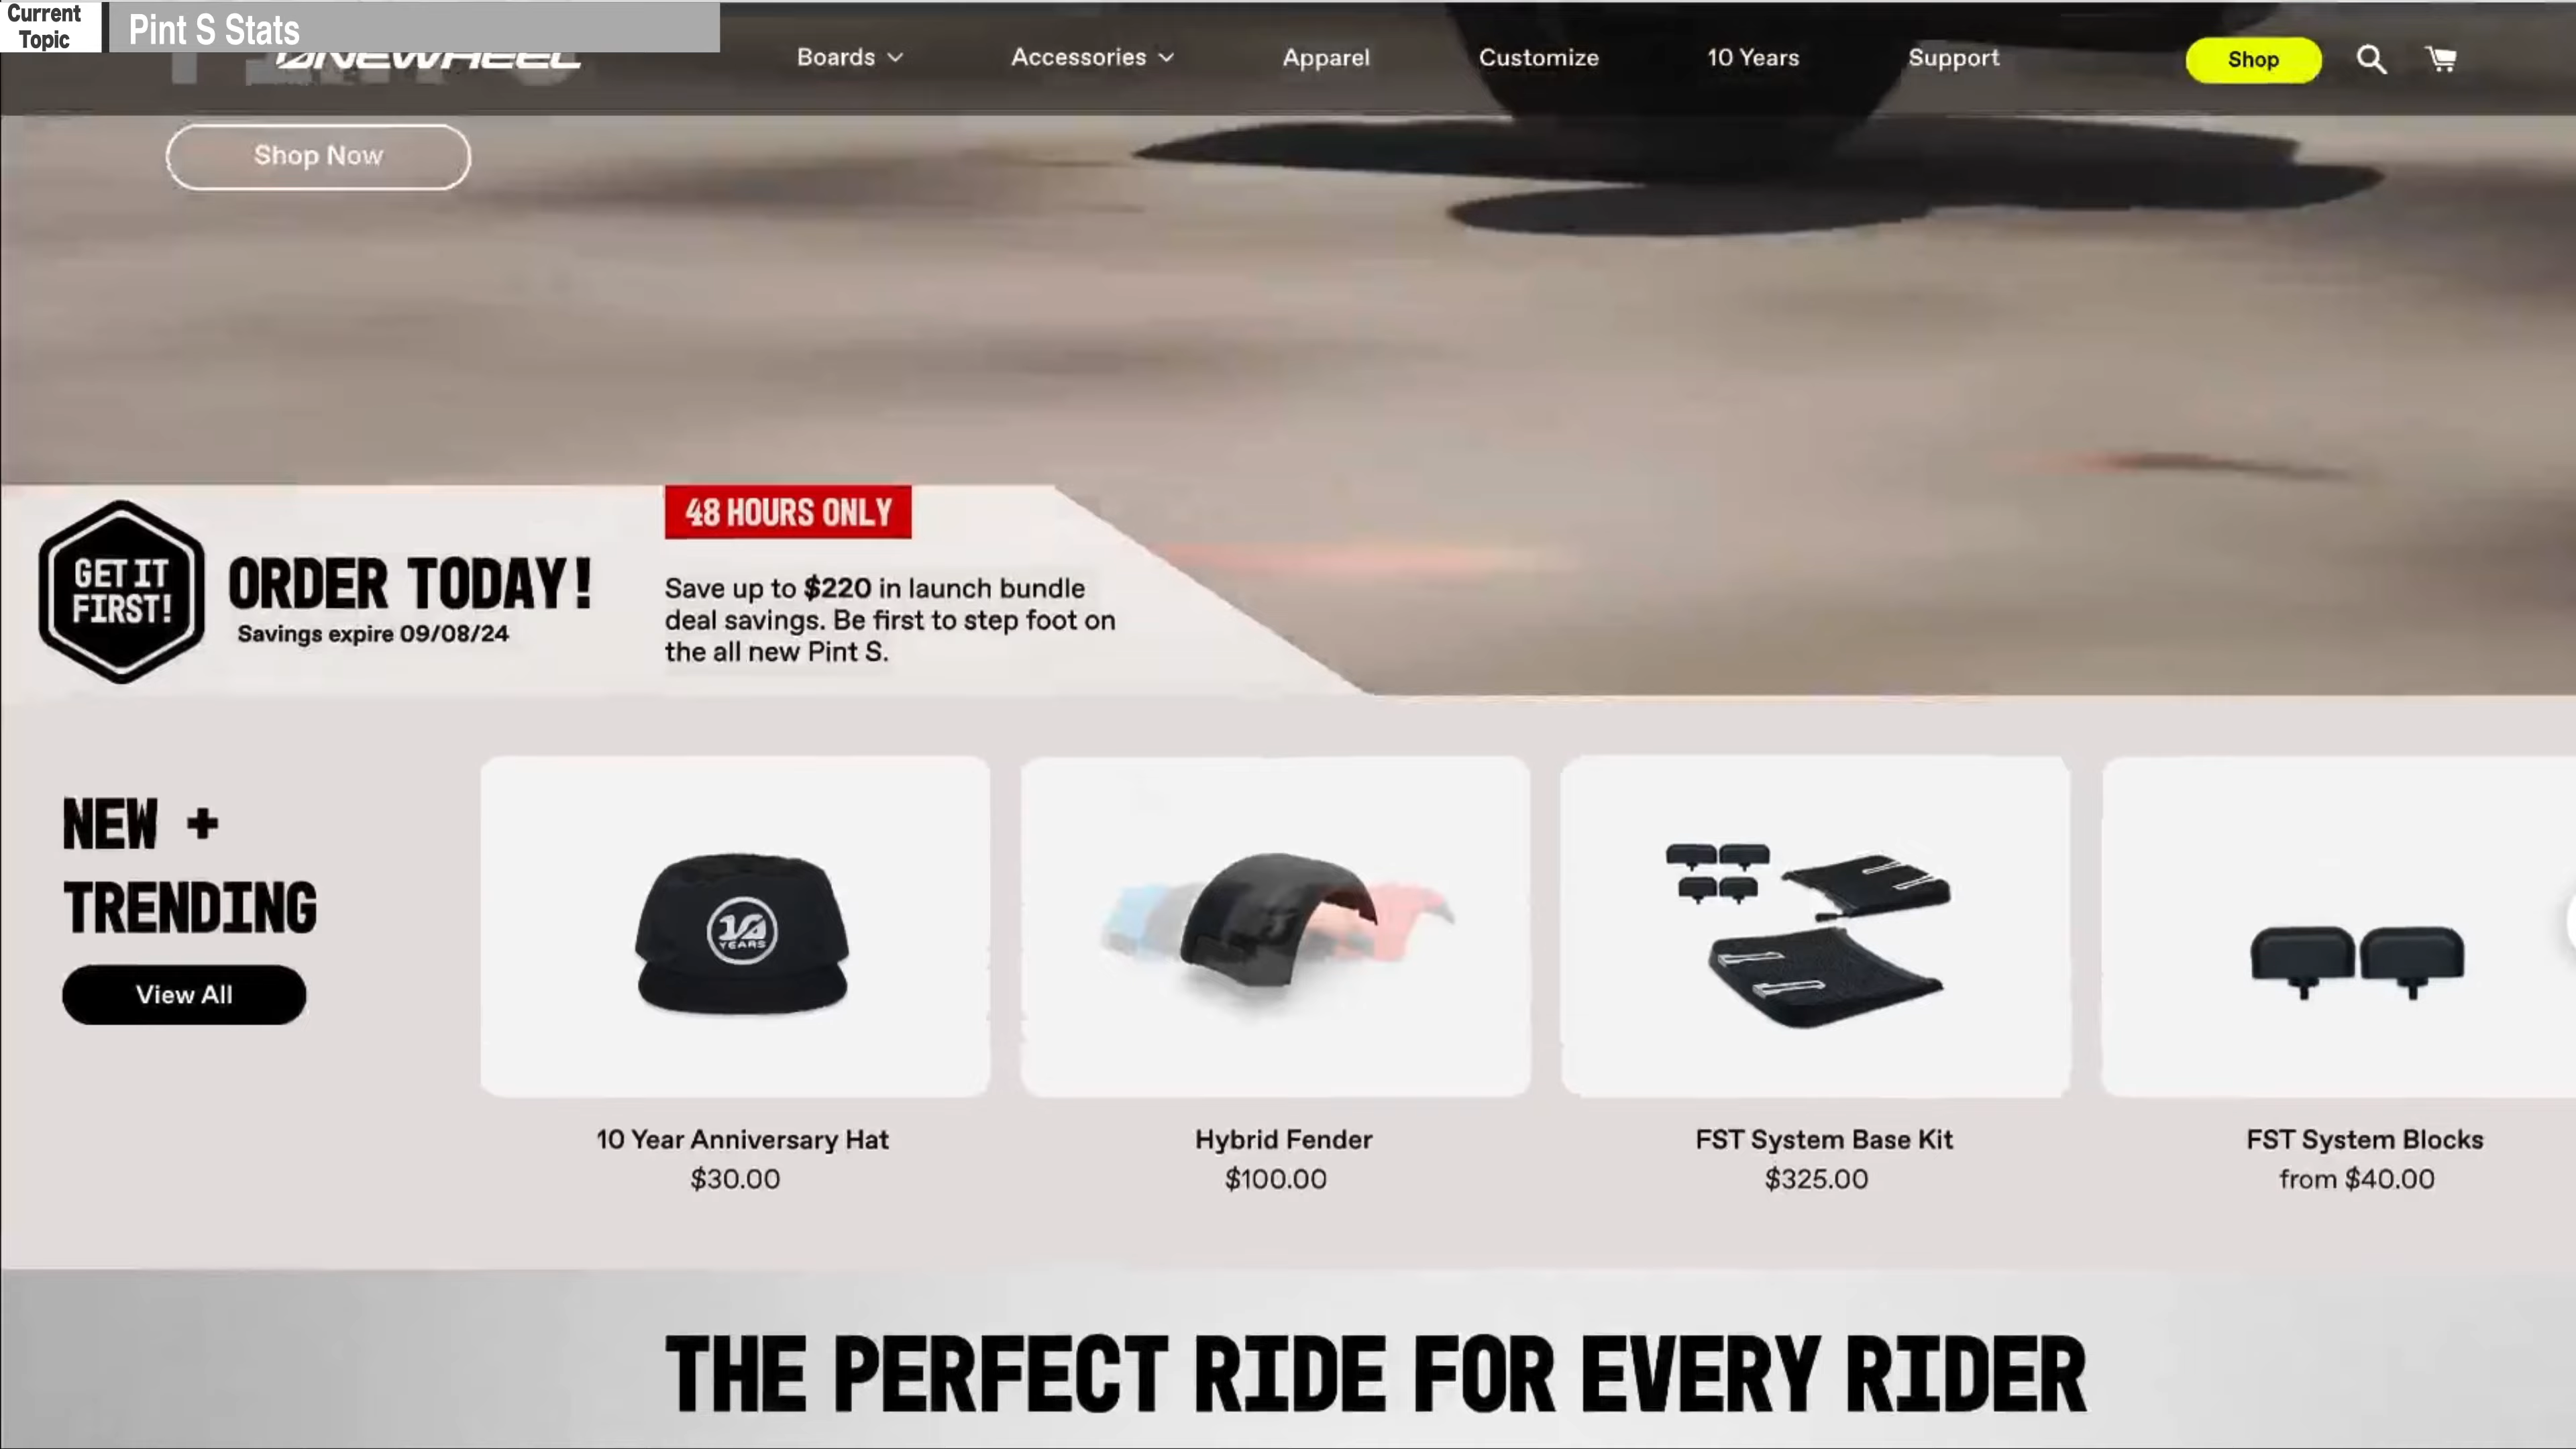 Current
Topic
Pint S Stats
ONEWHEEL
Boards
Accessories
Apparel
Customize
10 Years
Support
Shop
Shop Now
48 HOURS ONLY
GET IT
FIRST!
ORDER TODAY!
Savings expire 09/08/24
Save up to $220 in launch bundle
deal savings. Be first to step foot on
the all new Pint S.
NEW +
TRENDING
View All
10
YEARS
10 Year Anniversary Hat
$30.00
Hybrid Fender
$100.00
FST System Base Kit
$325.00
FST System Blocks
from $40.00
THE PERFECT RIDE FOR EVERY RIDER